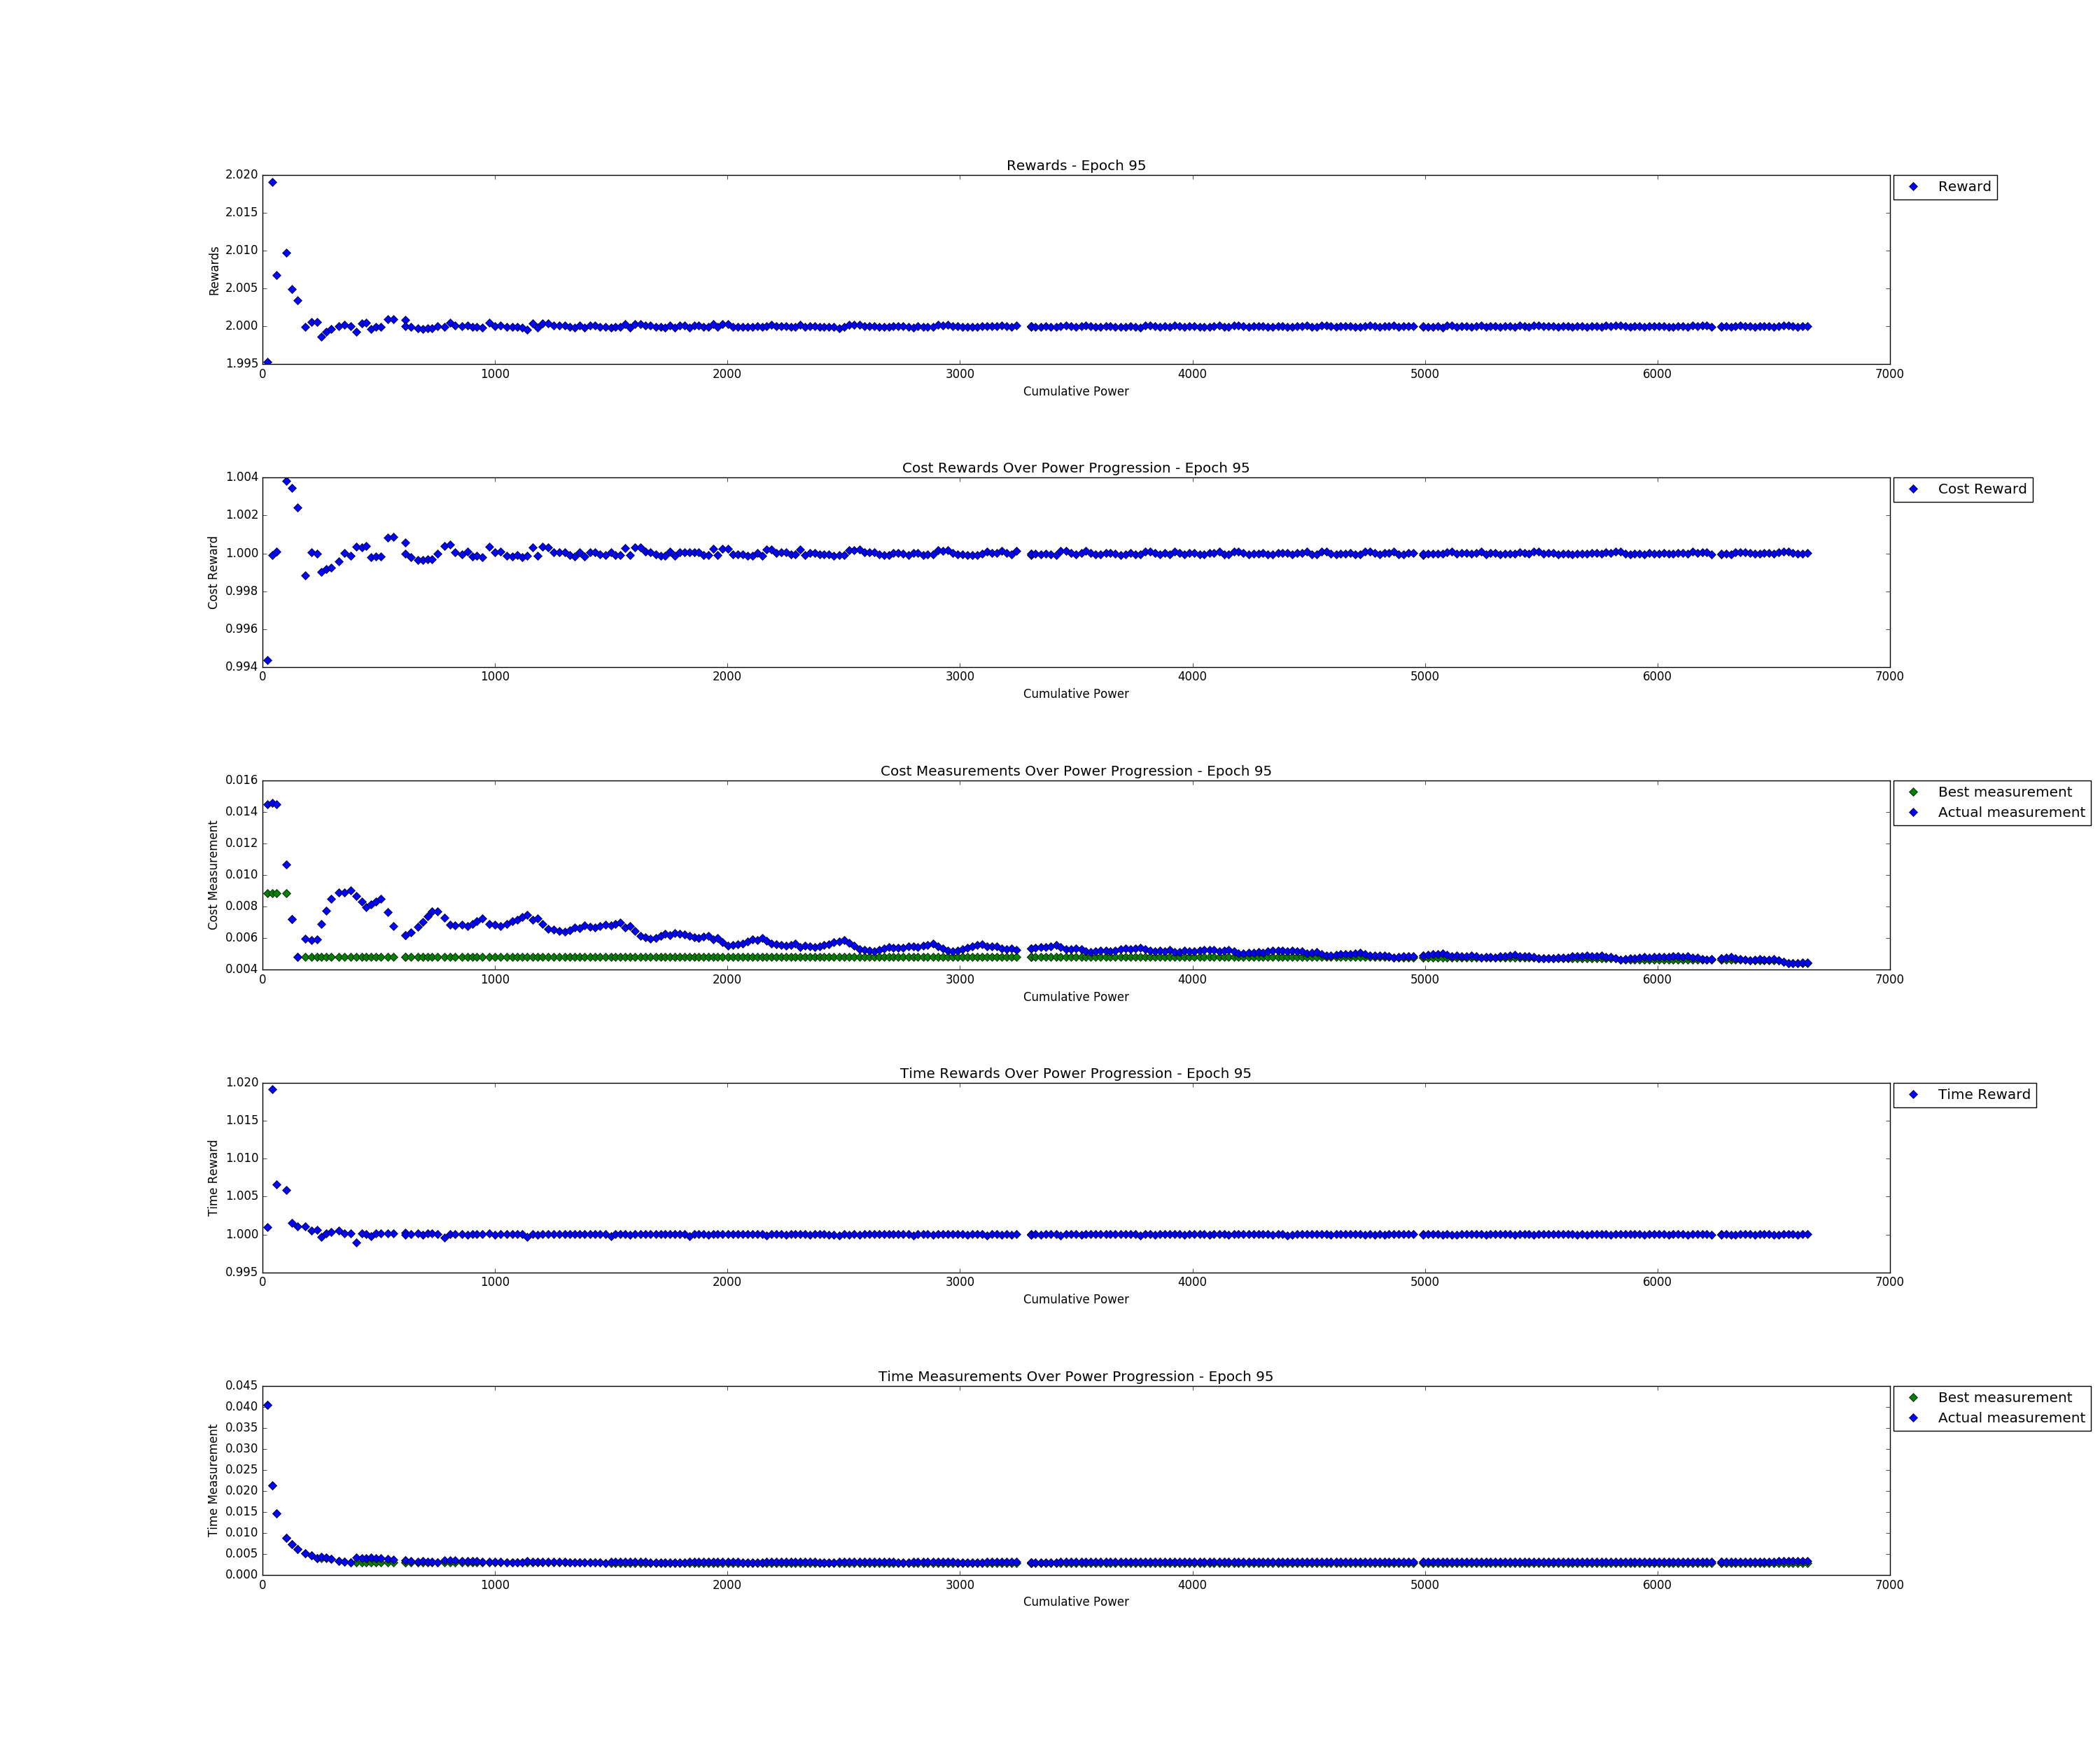 Rewards - Epoch 95
2.020
2.015
2.010
2.005
2.000
1.995
Rewards
0 1000 2000 3000 4000 5000 6000 7000
Cumulative Power
Reward
Cost Rewards Over Power Progression - Epoch 95
1.004
1.002
1.000
0.998
0.996
0.994
Cost Reward
0 1000 2000 3000 4000 5000 6000 7000
Cumulative Power
Cost Reward
Cost Measurements Over Power Progression - Epoch 95
0.016
0.014
0.012
0.010
0.008
0.006
0.004
Cost Measurement
0 1000 2000 3000 4000 5000 6000 7000
Cumulative Power
Best measurement
Actual measurement
Time Rewards Over Power Progression - Epoch 95
1.020
1.015
1.010
1.005
1.000
0.995
Time Reward
0 1000 2000 3000 4000 5000 6000 7000
Cumulative Power
Time Reward
Time Measurements Over Power Progression - Epoch 95
0.045
0.040
0.035
0.030
0.025
0.020
0.015
0.010
0.005
0.000
Time Measurement
0 1000 2000 3000 4000 5000 6000 7000
Cumulative Power
Best measurement
Actual measurement